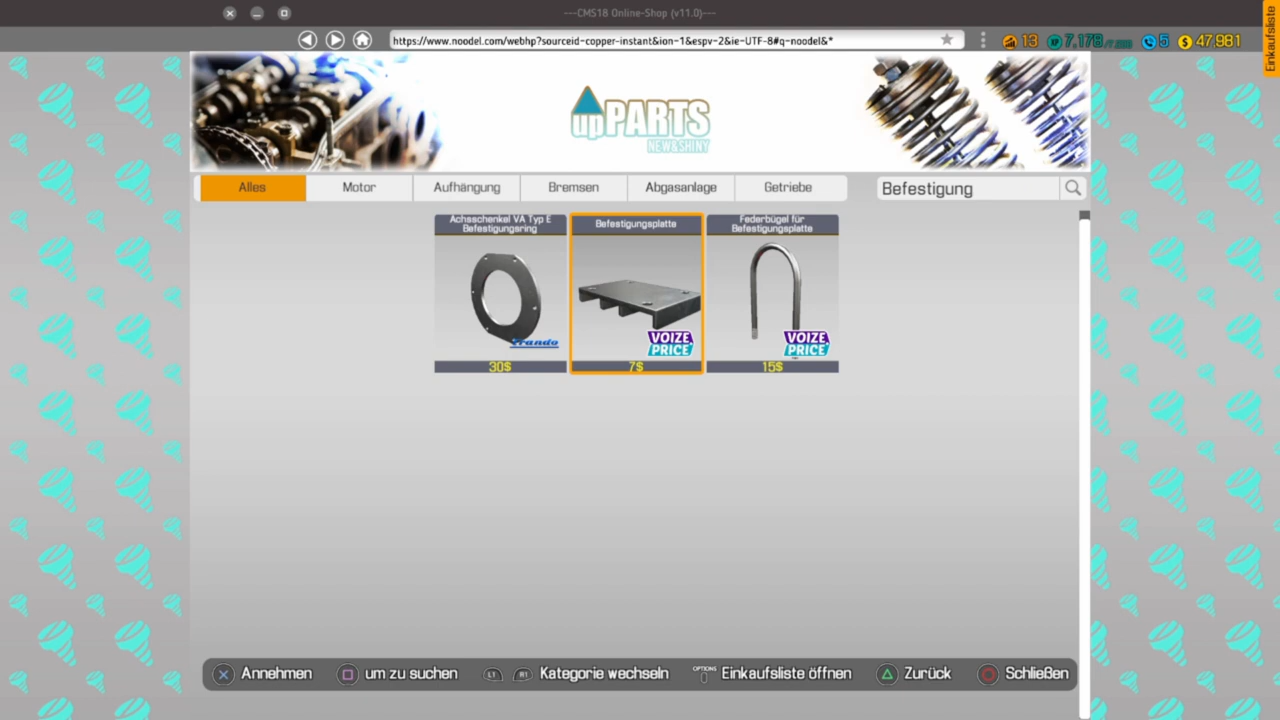 ---CMS18 Online-Shop (v11.0)---
Einkaufsliste
https://www.noodel.com/webhp?sourceid-copper-instant&ion-1&espv-2&ie-UTF-8#q-noodel&*
13
XP 7.178
5
$ 47.981
upPARTS
NEW&SHINY
Alles
Motor
Aufhängung
Bremsen
Abgasanlage
Getriebe
Befestigung
Achsschenkel VA Typ E
Befestigungsring
30$
Befestigungsplatte
VOIZE
PRICE
7$
Federbügel für
Befestigungsplatte
VOIZE
PRICE
15$
Annehmen
um zu suchen
L1
R1
Kategorie wechseln
OPTIONS
Einkaufsliste öffnen
Zurück
Schließen